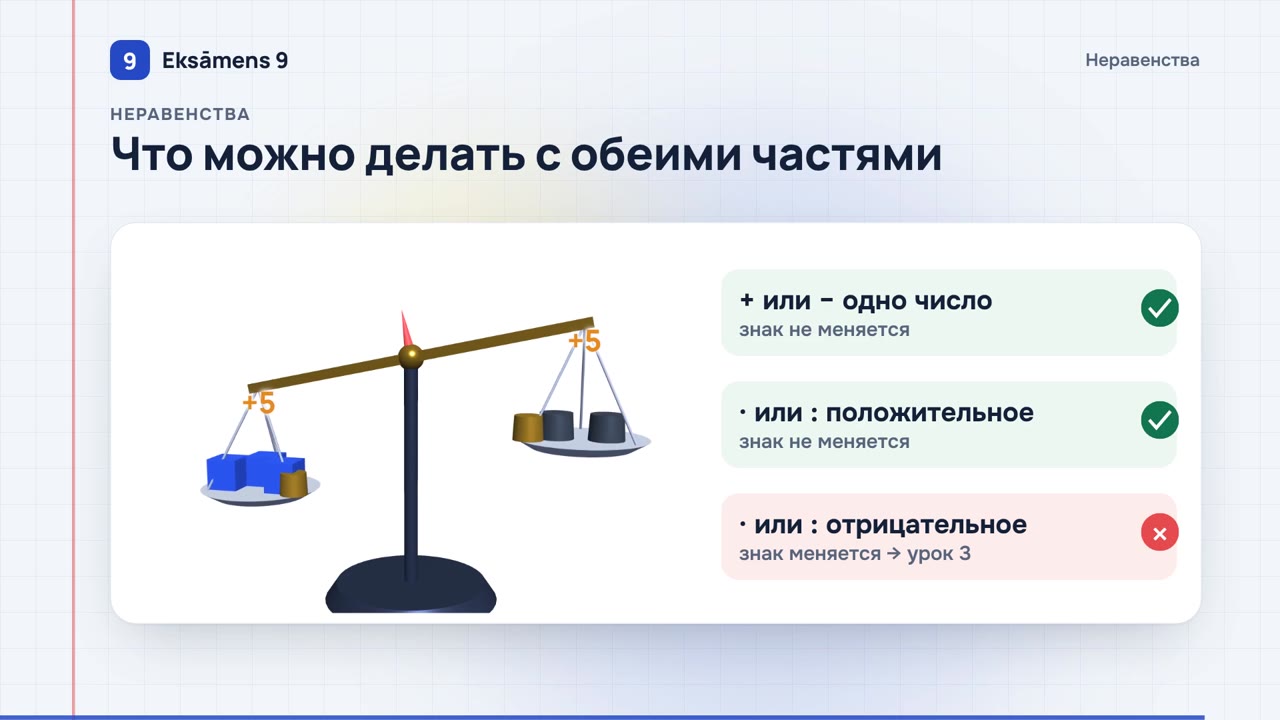 9 Eksāmens 9
Неравенства
НЕРАВЕНСТВА
Что можно делать с обеими частями
+5
+5
+ или − одно число
знак не меняется
· или : положительное
знак не меняется
· или : отрицательное
знак меняется → урок 3